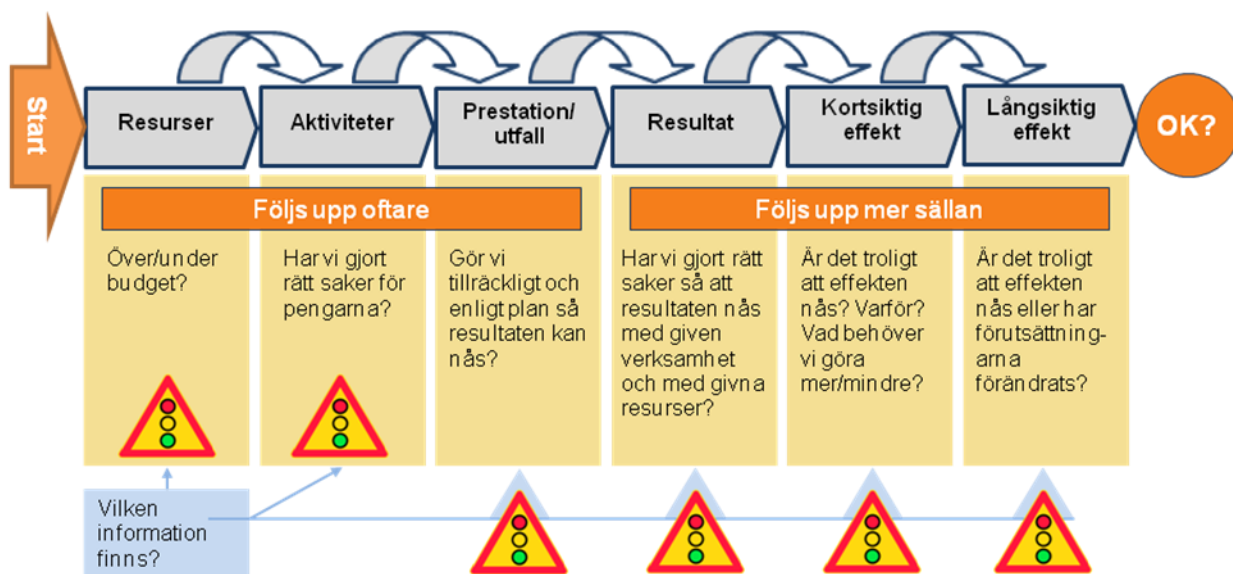 Start
Resurser
Aktiviteter
Prestation/
utfall
Resultat
Kortsiktig
effekt
Långsiktig
effekt
OK?
Följs upp oftare
Följs upp mer sällan
Över/under
budget?
Har vi gjort
rätt saker för
pengarna?
Gör vi
tillräckligt och
enligt plan så
resultaten kan
nås?
Har vi gjort rätt
saker så att
resultaten nås
med given
verksamhet
och med givna
resurser?
Är det troligt
att effekten
nås? Varför?
Vad behöver
vi göra
mer/mindre?
Är det troligt
att effekten
nås eller har
förutsättning-
arna
förändrats?
Vilken
information
finns?